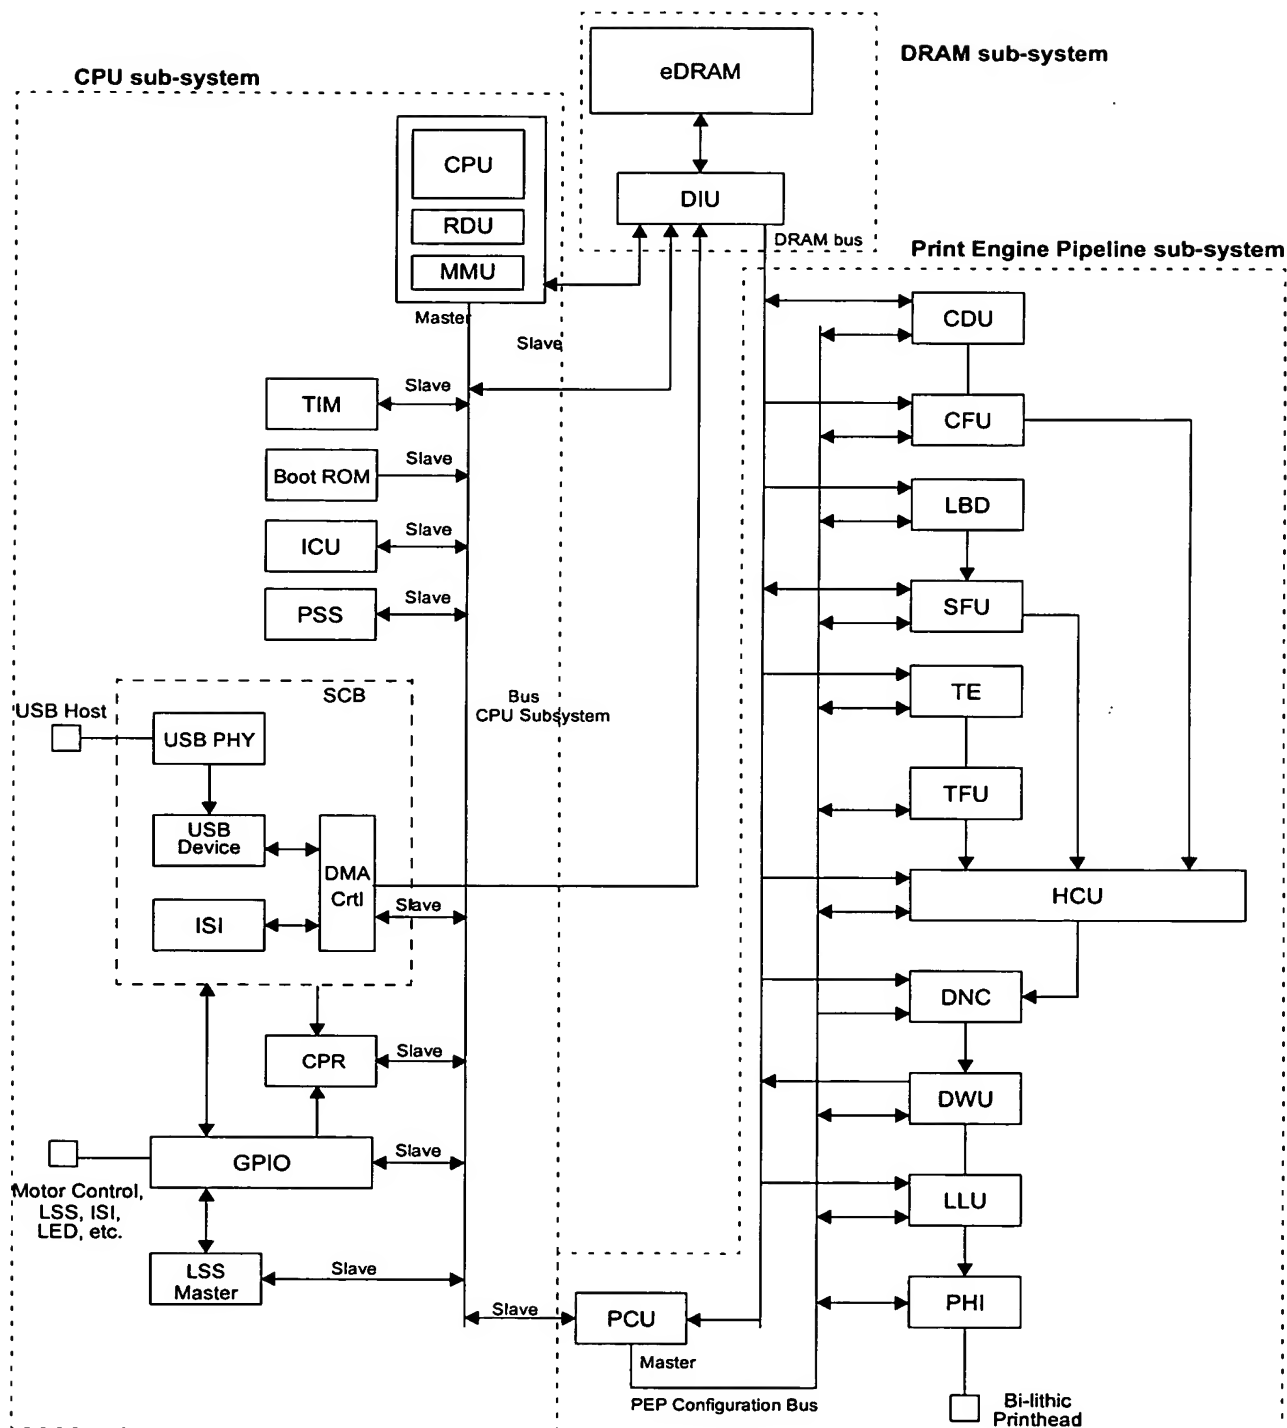 CPU sub-system
DRAM sub-system
eDRAM
CPU
RDU
MMU
DIU
DRAM bus
Print Engine Pipeline sub-system
Master
Slave
CDU
TIM
Slave
CFU
Boot ROM
Slave
LBD
ICU
Slave
PSS
Slave
SFU
SCB
TE
USB Host
USB PHY
Bus
CPU Subsystem
TFU
USB
Device
DMA
Crtl
Slave
ISI
HCU
DNC
CPR
Slave
DWU
GPIO
Slave
Motor Control,
LSS, ISI,
LED, etc.
LLU
LSS
Master
Slave
PHI
Slave
PCU
Master
PEP Configuration Bus
Bi-lithic
Printhead